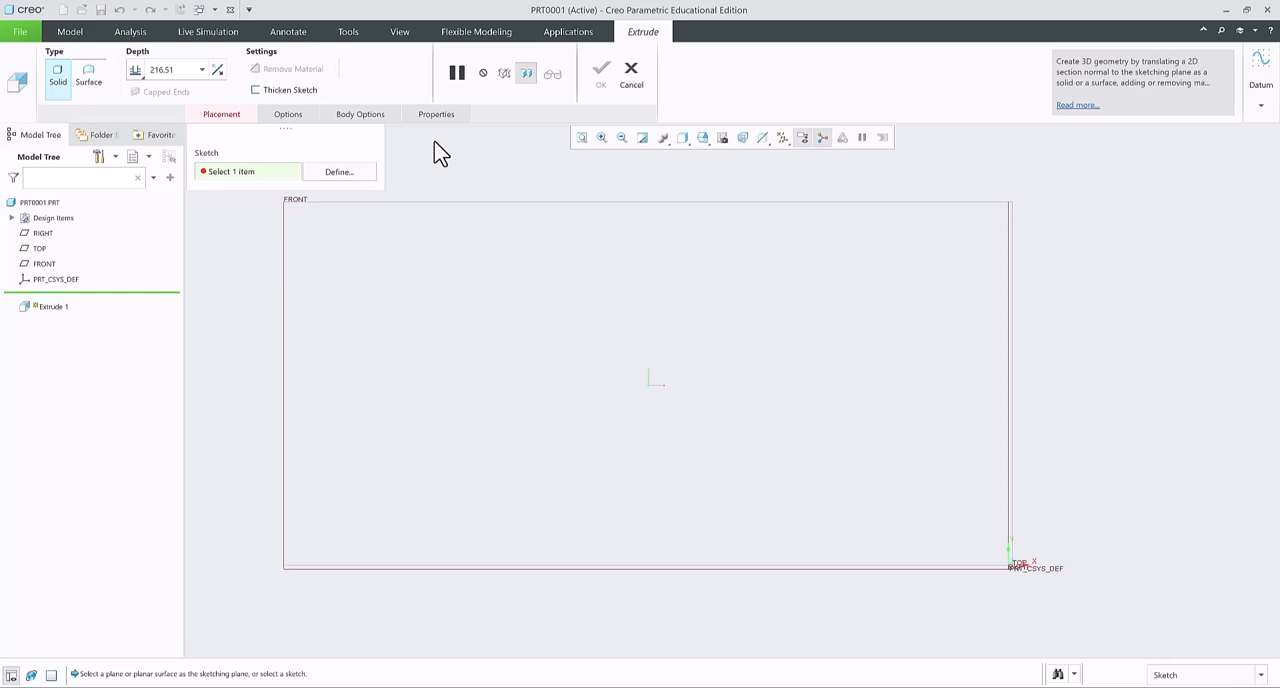 creo
PRT0001 (Active) - Creo Parametric Educational Edition
File
Model
Analysis
Live Simulation
Annotate
Tools
View
Flexible Modeling
Applications
Extrude
Type
Depth
Settings
Solid
Surface
216.51
Capped Ends
Remove Material
Thicken Sketch
OK
Cancel
Create 3D geometry by translating a 2D
section normal to the sketching plane as
a solid or a surface, adding or removing ma...
Read more...
Datum
Placement
Options
Body Options
Properties
Model Tree
Folder
Favorite
Model Tree
Sketch
Select 1 item
Define...
PRT0001.PRT
Design Items
RIGHT
TOP
FRONT
PRT_CSYS_DEF
Extrude 1
FRONT
Y
TOP
X
PRT_CSYS_DEF
Select a plane or planar surface as the sketching plane, or select a sketch.
Sketch